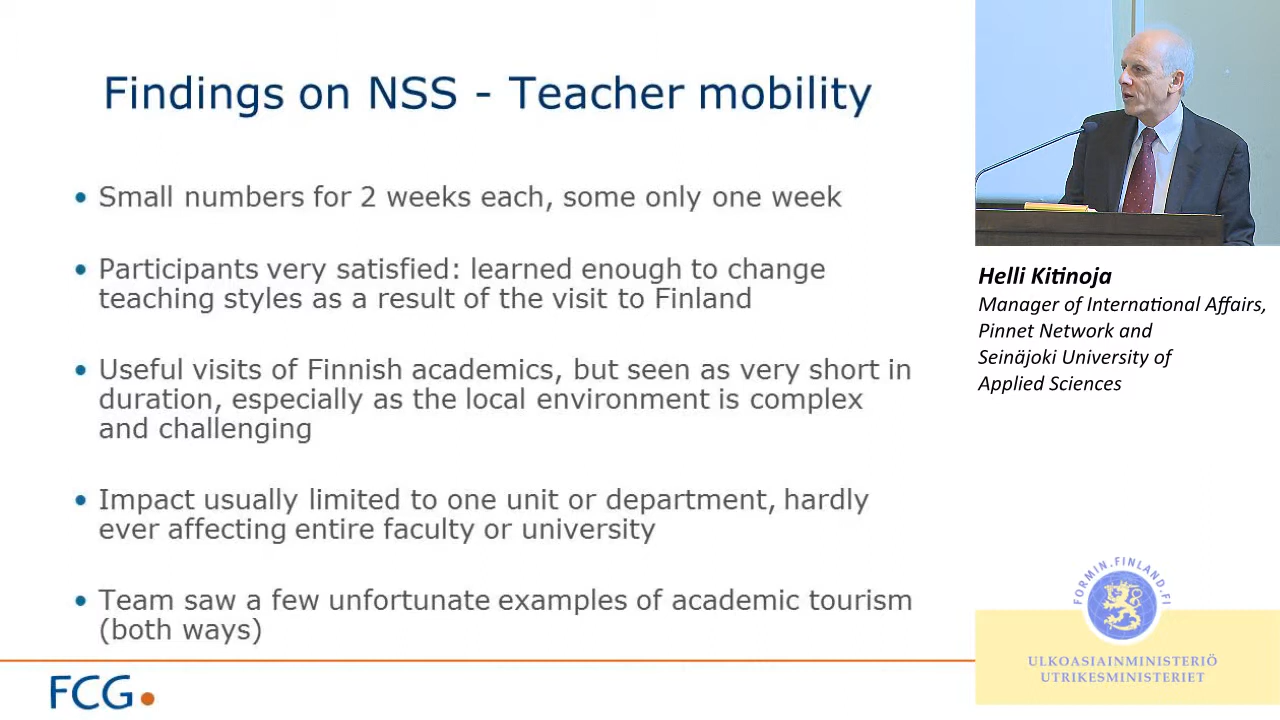 Findings on NSS - Teacher mobility
• Small numbers for 2 weeks each, some only one week
• Participants very satisfied: learned enough to change
teaching styles as a result of the visit to Finland
• Useful visits of Finnish academics, but seen as very short in
duration, especially as the local environment is complex
and challenging
• Impact usually limited to one unit or department, hardly
ever affecting entire faculty or university
• Team saw a few unfortunate examples of academic tourism
(both ways)
FCG
Helli Kitinoja
Manager of International Affairs,
Pinnet Network and
Seinäjoki University of
Applied Sciences
FORMIN.FINLAND.FI
ULKOASIAINMINISTERIÖ
UTRIKESMINISTERIET